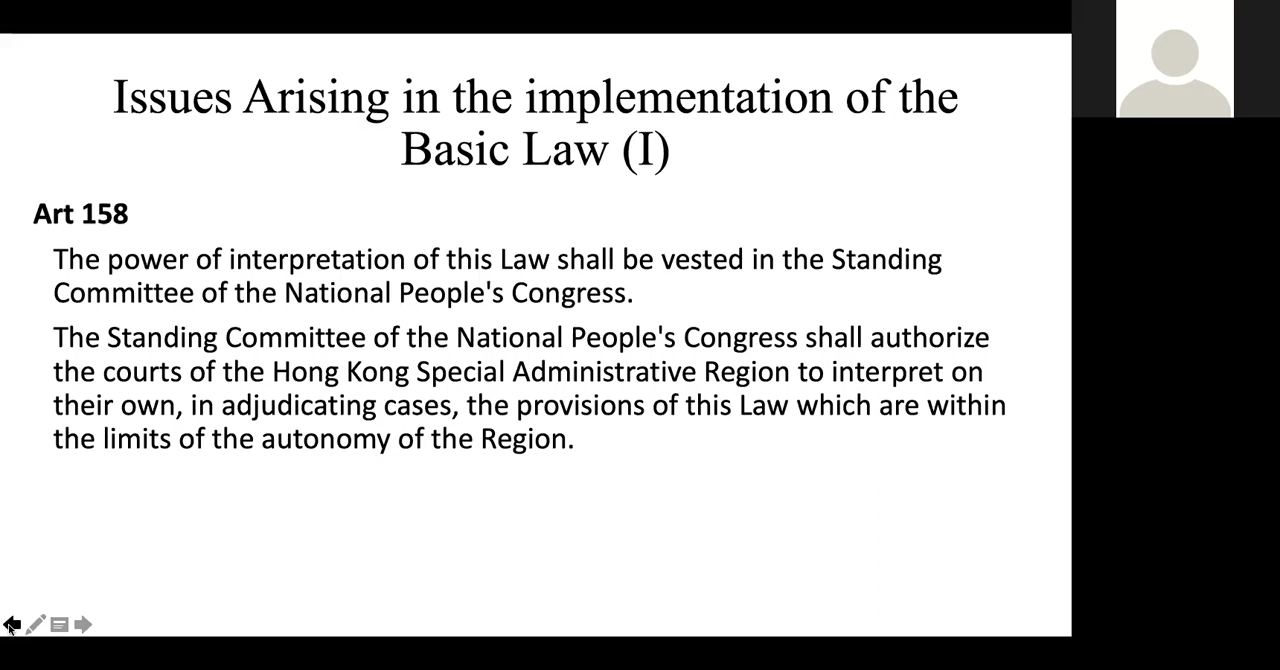 Issues Arising in the implementation of the
Basic Law (I)
Art 158
The power of interpretation of this Law shall be vested in the Standing
Committee of the National People's Congress.
The Standing Committee of the National People's Congress shall authorize
the courts of the Hong Kong Special Administrative Region to interpret on
their own, in adjudicating cases, the provisions of this Law which are within
the limits of the autonomy of the Region.